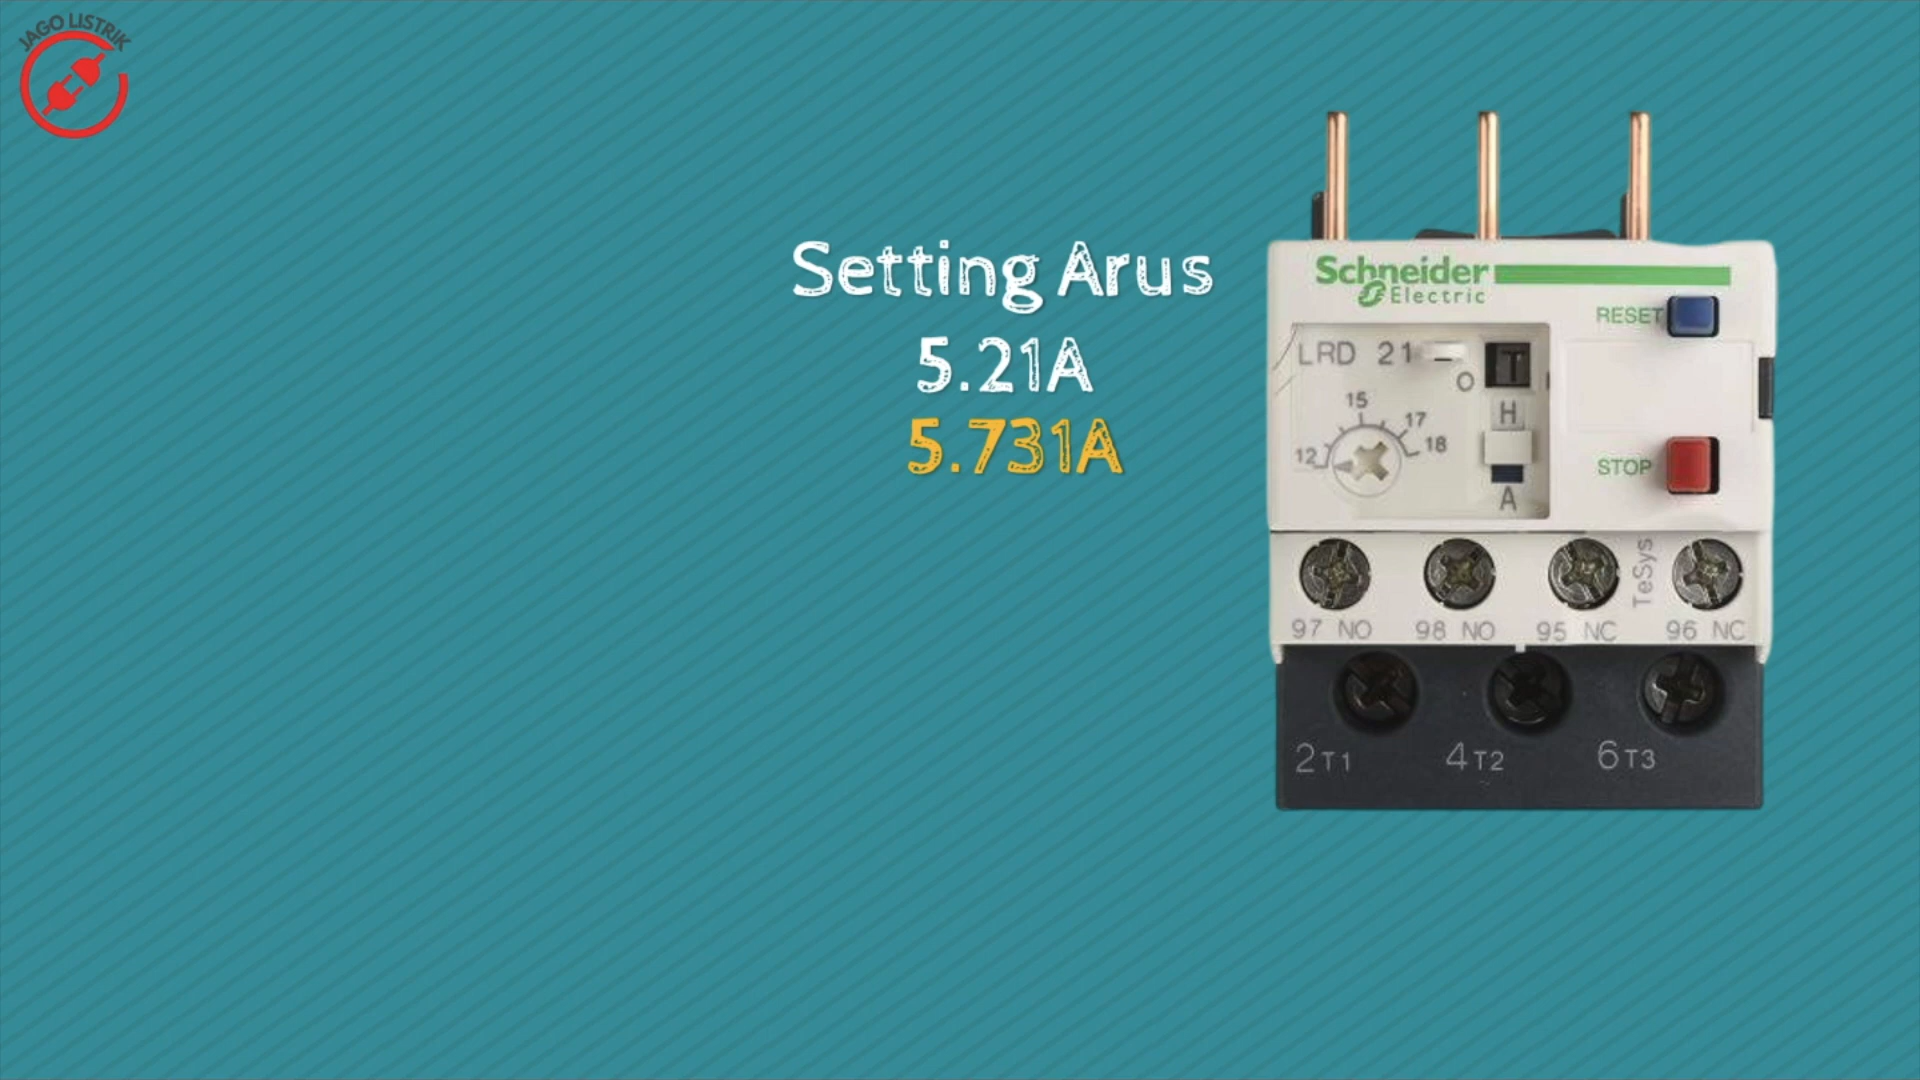 JAGO LISTRIK
Setting Arus
5.21A
5.731A
Schneider
Electric
RESET
LRD 21
T
O
H
15
17
12
18
A
STOP
TeSys
97 NO
98 NO
95 NC
96 NC
2T1
4T2
6T3